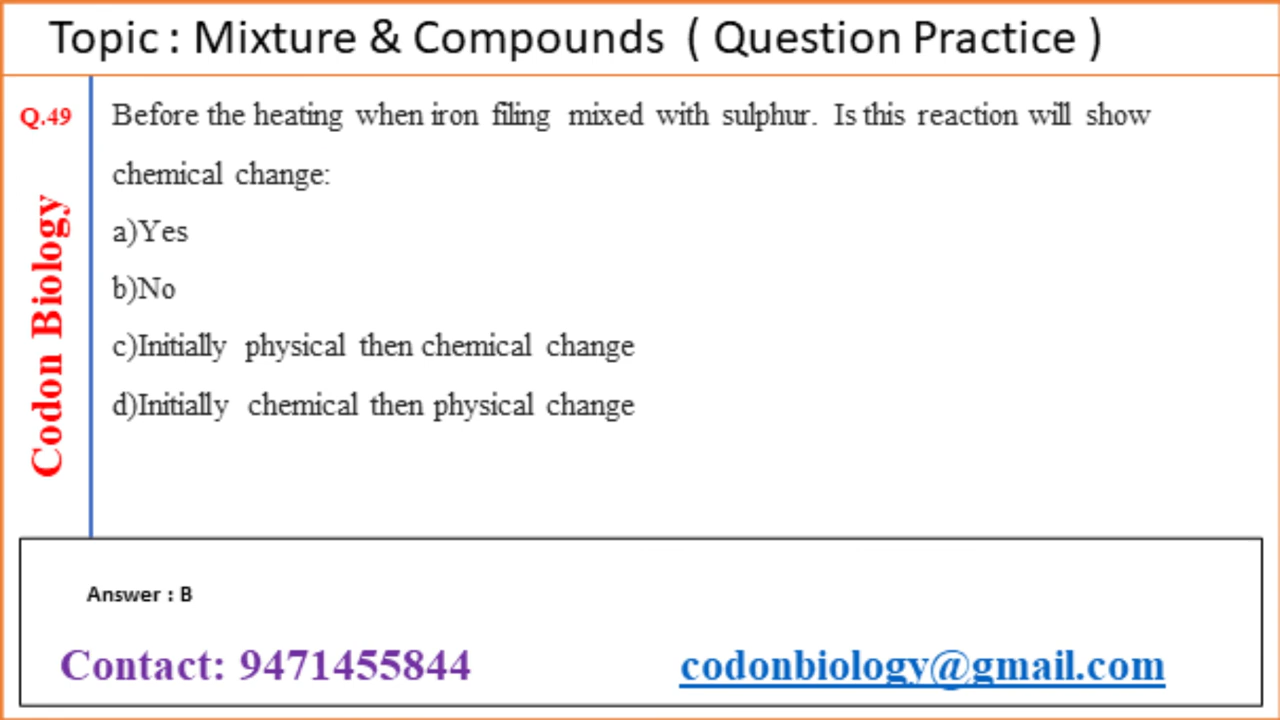 Topic : Mixture & Compounds ( Question Practice )
Q.49
Before the heating when iron filing mixed with sulphur. Is this reaction will show
chemical change:
a)Yes
b)No
c)Initially physical then chemical change
d)Initially chemical then physical change
Codon Biology
Answer : B
Contact: 9471455844
codonbiology@gmail.com